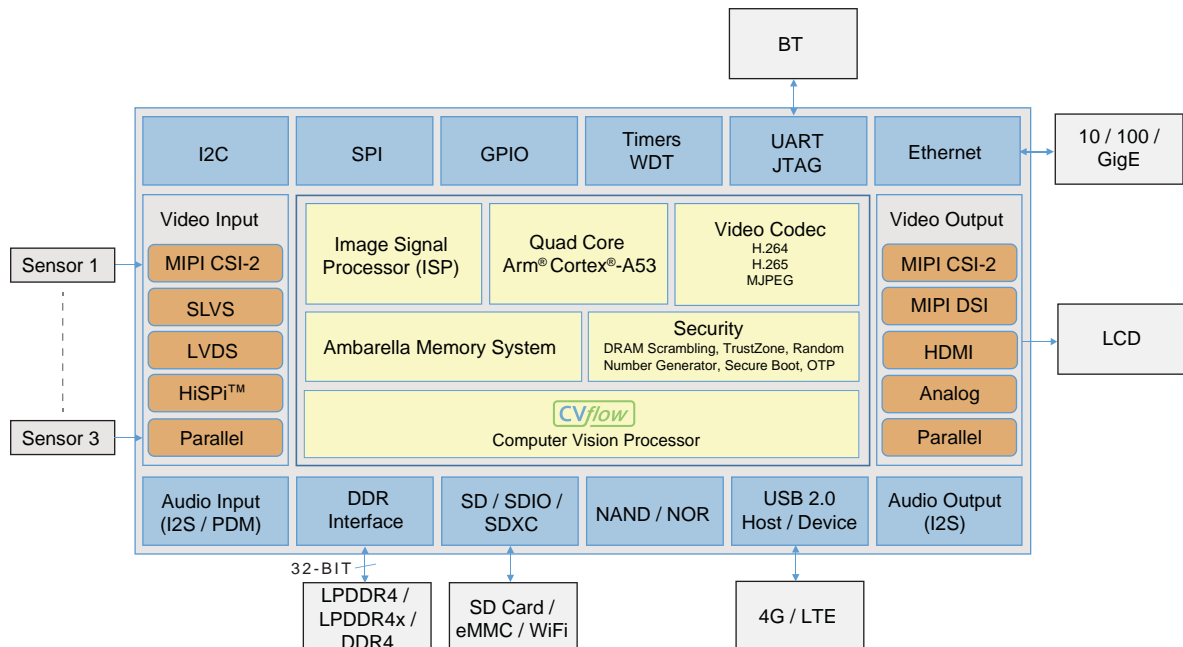 BT
I2C
SPI
GPIO
Timers
WDT
UART
JTAG
Ethernet
10 / 100 /
GigE
Video Input
MIPI CSI-2
SLVS
LVDS
HiSPi™
Parallel
Sensor 1
Sensor 3
Image Signal
Processor (ISP)
Quad Core
Arm® Cortex®-A53
Video Codec
H.264
H.265
MJPEG
Ambarella Memory System
Security
DRAM Scrambling, TrustZone, Random
Number Generator, Secure Boot, OTP
CVflow
Computer Vision Processor
Video Output
MIPI CSI-2
MIPI DSI
HDMI
Analog
Parallel
LCD
Audio Input
(I2S / PDM)
DDR
Interface
SD / SDIO /
SDXC
NAND / NOR
USB 2.0
Host / Device
Audio Output
(I2S)
32-BIT
LPDDR4 /
LPDDR4x /
DDR4
SD Card /
eMMC / WiFi
4G / LTE